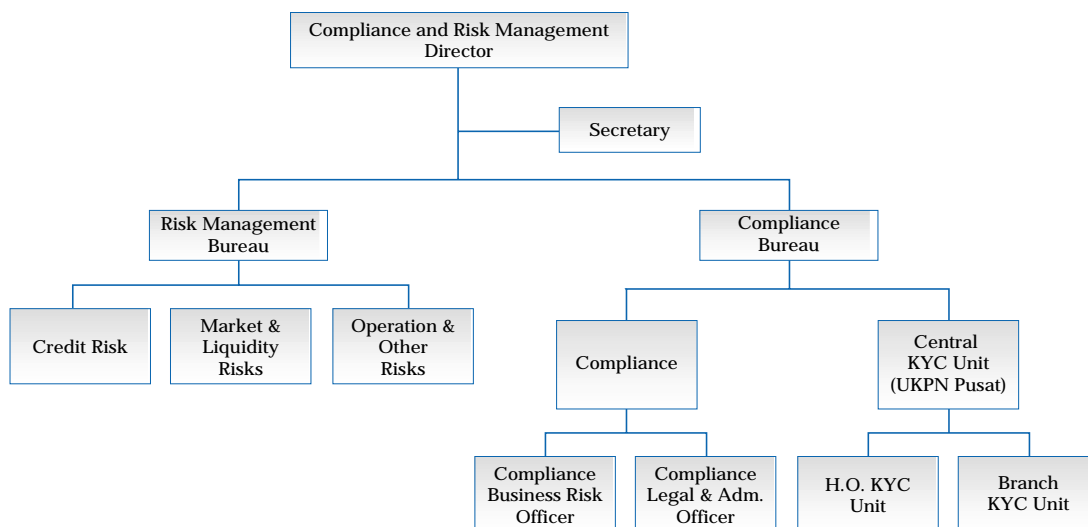 Compliance and Risk Management
Director
Secretary
Risk Management
Bureau
Compliance
Bureau
Credit Risk
Market &
Liquidity
Risks
Operation &
Other
Risks
Compliance
Central
KYC Unit
(UKPN Pusat)
Compliance
Business Risk
Officer
Compliance
Legal & Adm.
Officer
H.O. KYC
Unit
Branch
KYC Unit